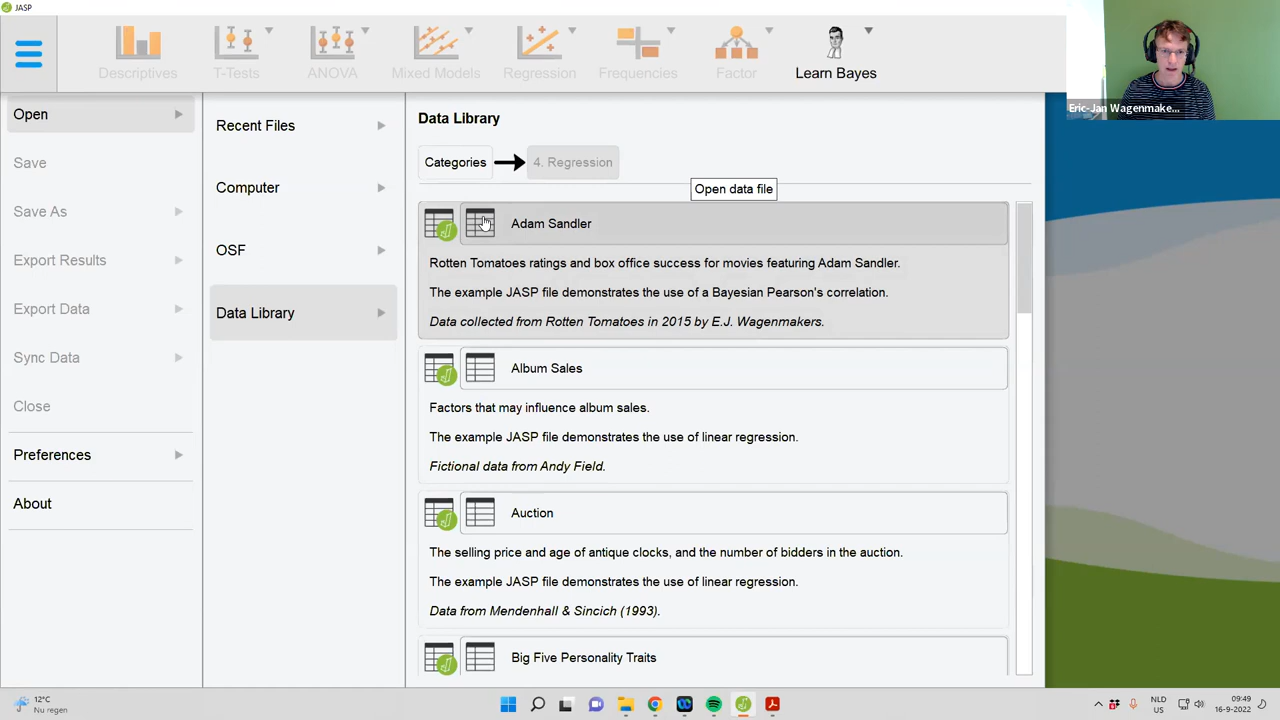 JASP
Descriptives
T-Tests
ANOVA
Mixed Models
Regression
Frequencies
Factor
Learn Bayes
Eric-Jan Wagenmake...
Open
Save
Save As
Export Results
Export Data
Sync Data
Close
Preferences
About
Recent Files
Computer
OSF
Data Library
Data Library
Categories
4. Regression
Open data file
Adam Sandler
Rotten Tomatoes ratings and box office success for movies featuring Adam Sandler.
The example JASP file demonstrates the use of a Bayesian Pearson's correlation.
Data collected from Rotten Tomatoes in 2015 by E.J. Wagenmakers.
Album Sales
Factors that may influence album sales.
The example JASP file demonstrates the use of linear regression.
Fictional data from Andy Field.
Auction
The selling price and age of antique clocks, and the number of bidders in the auction.
The example JASP file demonstrates the use of linear regression.
Data from Mendenhall & Sincich (1993).
Big Five Personality Traits
12°C
Nu regen
NLD
US
09:49
16-9-2022